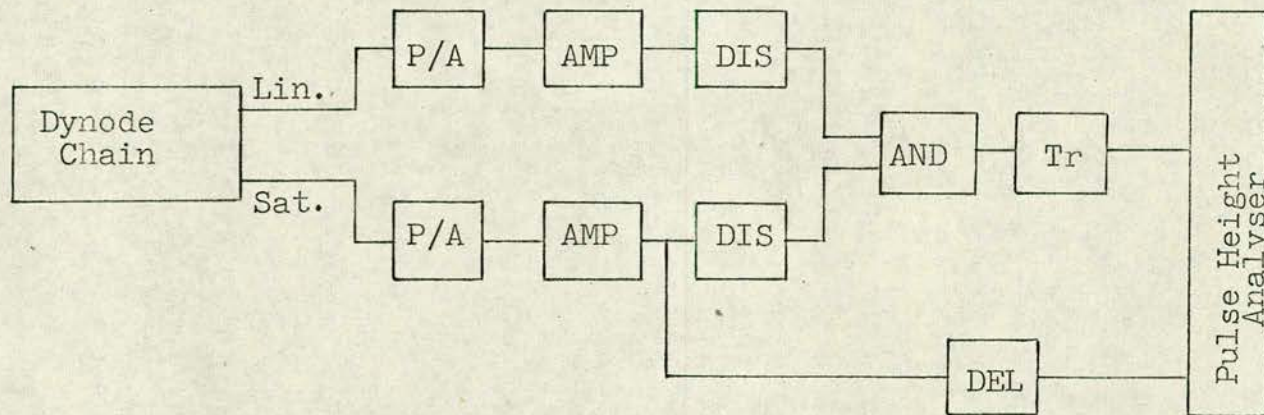 Dynode
Chain
Lin.
Sat.
P/A
AMP
DIS
P/A
AMP
DIS
AND
Tr
DEL
Pulse Height
Analyser